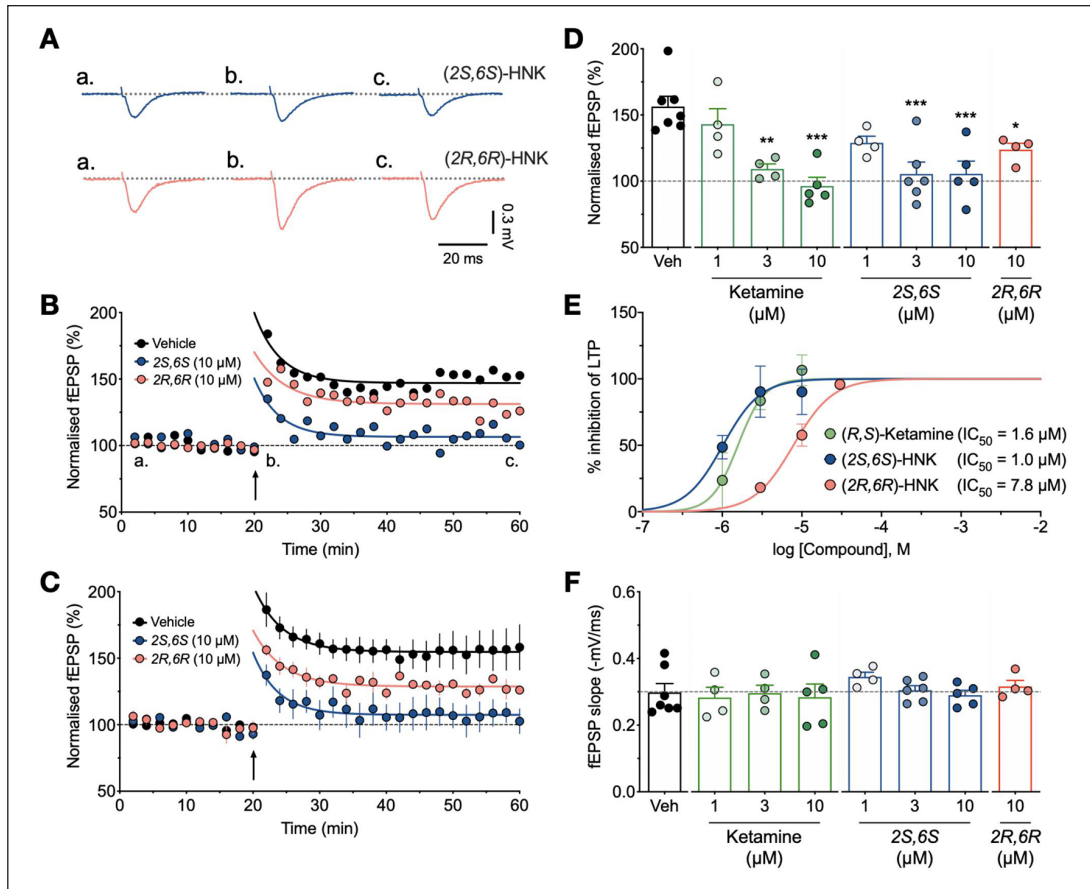 A
a.
b.
c.
(2S,6S)-HNK
a.
b.
c.
(2R,6R)-HNK
0.3 mV
20 ms
B
Normalised fEPSP (%)
200
150
100
50
Vehicle
2S,6S (10 µM)
2R,6R (10 µM)
a.
b.
c.
0 10 20 30 40 50 60
Time (min)
C
Normalised fEPSP (%)
200
150
100
50
Vehicle
2S,6S (10 µM)
2R,6R (10 µM)
0 10 20 30 40 50 60
Time (min)
D
Normalised fEPSP (%)
200
150
100
50
** *** *** *** *
Veh 1 3 10 1 3 10 10
Ketamine 2S,6S 2R,6R
(µM) (µM) (µM)
E
% inhibition of LTP
150
100
50
0
(R,S)-Ketamine (IC50 = 1.6 µM)
(2S,6S)-HNK (IC50 = 1.0 µM)
(2R,6R)-HNK (IC50 = 7.8 µM)
-7 -6 -5 -4 -3 -2
log [Compound], M
F
fEPSP slope (-mV/ms)
0.6
0.4
0.2
0.0
Veh 1 3 10 1 3 10 10
Ketamine 2S,6S 2R,6R
(µM) (µM) (µM)